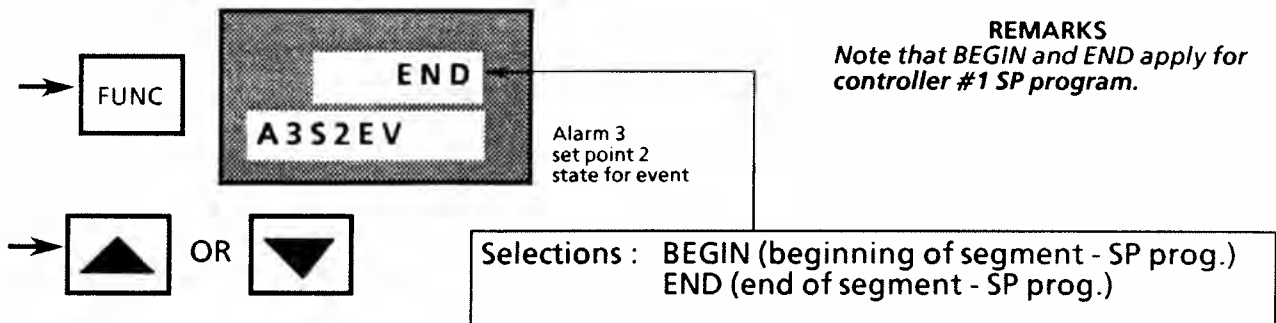 FUNC
END
A3S2EV
Alarm 3
set point 2
state for event
REMARKS
Note that BEGIN and END apply for
controller #1 SP program.
OR
Selections : BEGIN (beginning of segment - SP prog.)
END (end of segment - SP prog.)